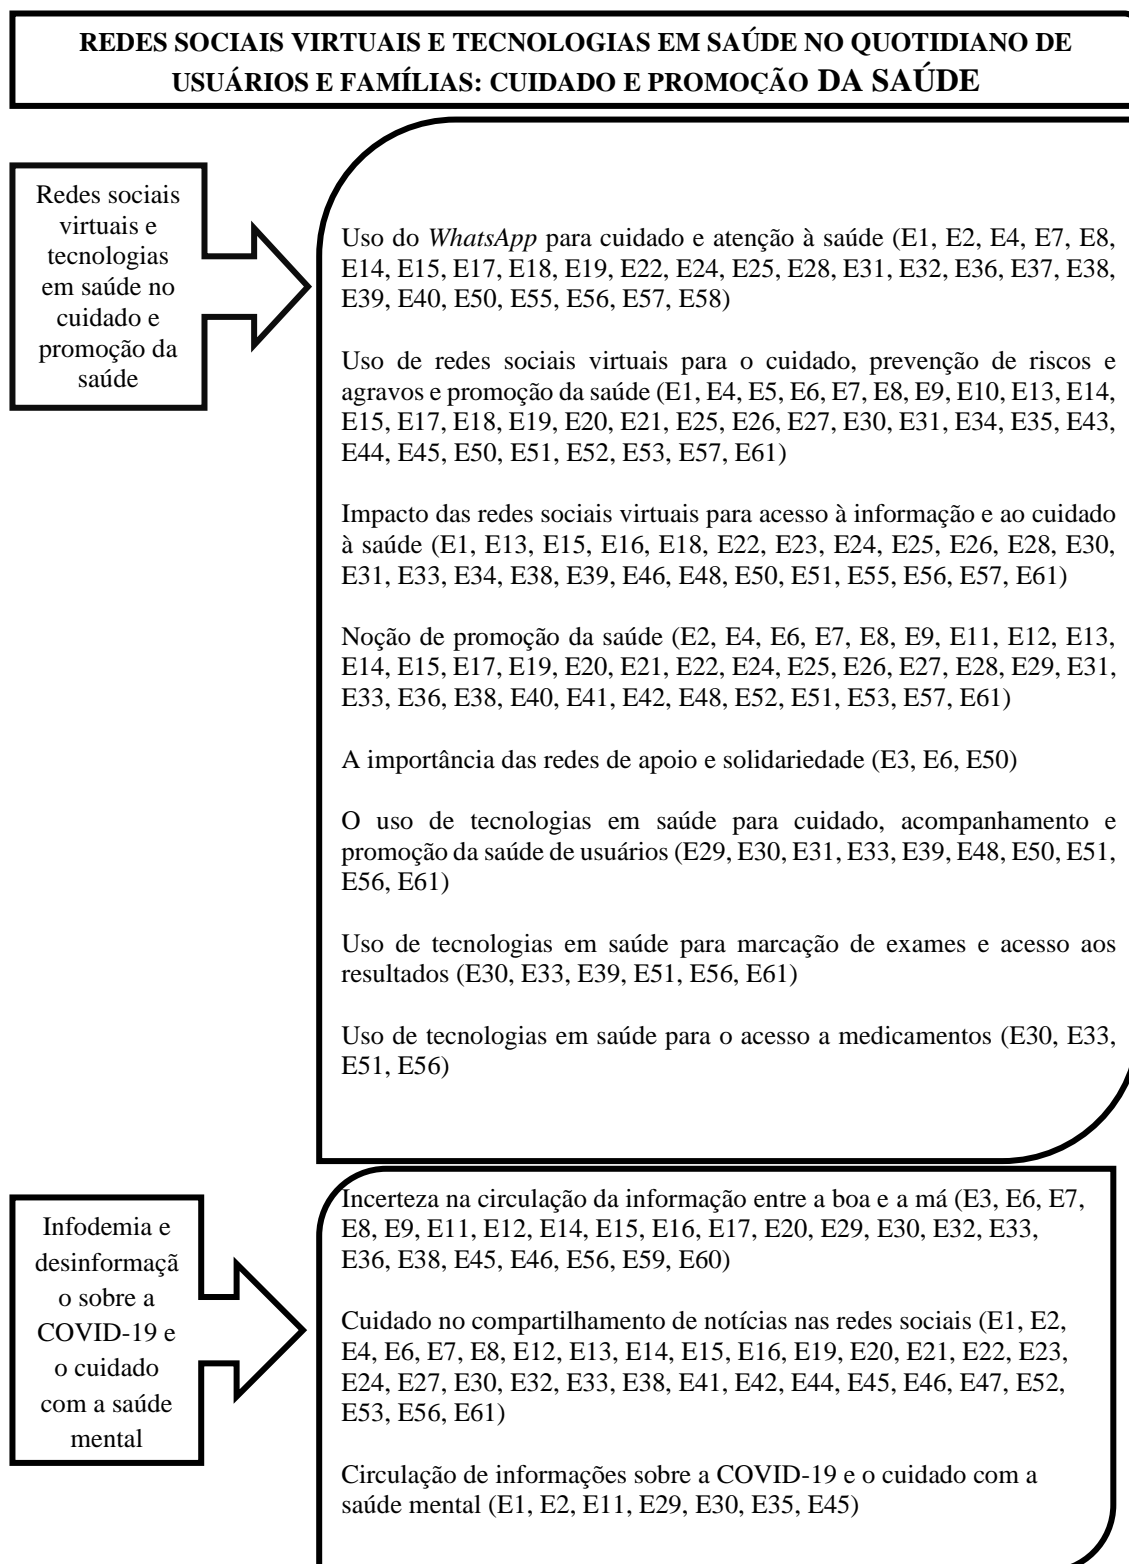 REDES SOCIAIS VIRTUAIS E TECNOLOGIAS EM SAÚDE NO QUOTIDIANO DE
USUÁRIOS E FAMÍLIAS: CUIDADO E PROMOÇÃO DA SAÚDE
Redes sociais
virtuais e
tecnologias
em saúde no
cuidado e
promoção da
saúde
Uso do WhatsApp para cuidado e atenção à saúde (E1, E2, E4, E7, E8,
E14, E15, E17, E18, E19, E22, E24, E25, E28, E31, E32, E36, E37, E38,
E39, E40, E50, E55, E56, E57, E58)
Uso de redes sociais virtuais para o cuidado, prevenção de riscos e
agravos e promoção da saúde (E1, E4, E5, E6, E7, E8, E9, E10, E13, E14,
E15, E17, E18, E19, E20, E21, E25, E26, E27, E30, E31, E34, E35, E43,
E44, E45, E50, E51, E52, E53, E57, E61)
Impacto das redes sociais virtuais para acesso à informação e ao cuidado
à saúde (E1, E13, E15, E16, E18, E22, E23, E24, E25, E26, E28, E30,
E31, E33, E34, E38, E39, E46, E48, E50, E51, E55, E56, E57, E61)
Noção de promoção da saúde (E2, E4, E6, E7, E8, E9, E11, E12, E13,
E14, E15, E17, E19, E20, E21, E22, E24, E25, E26, E27, E28, E29, E31,
E33, E36, E38, E40, E41, E42, E48, E52, E51, E53, E57, E61)
A importância das redes de apoio e solidariedade (E3, E6, E50)
O uso de tecnologias em saúde para cuidado, acompanhamento e
promoção da saúde de usuários (E29, E30, E31, E33, E39, E48, E50, E51,
E56, E61)
Uso de tecnologias em saúde para marcação de exames e acesso aos
resultados (E30, E33, E39, E51, E56, E61)
Uso de tecnologias em saúde para o acesso a medicamentos (E30, E33,
E51, E56)
Infodemia e
desinformaçã
o sobre a
COVID-19 e
o cuidado
com a saúde
mental
Incerteza na circulação da informação entre a boa e a má (E3, E6, E7,
E8, E9, E11, E12, E14, E15, E16, E17, E20, E29, E30, E32, E33,
E36, E38, E45, E46, E56, E59, E60)
Cuidado no compartilhamento de notícias nas redes sociais (E1, E2,
E4, E6, E7, E8, E12, E13, E14, E15, E16, E19, E20, E21, E22, E23,
E24, E27, E30, E32, E33, E38, E41, E42, E44, E45, E46, E47, E52,
E53, E56, E61)
Circulação de informações sobre a COVID-19 e o cuidado com a
saúde mental (E1, E2, E11, E29, E30, E35, E45)